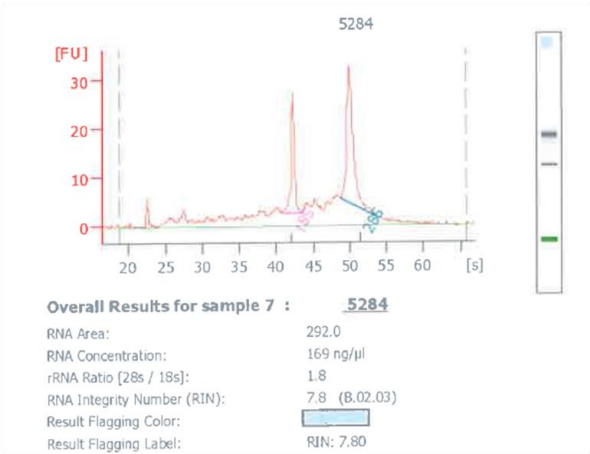 5284
[FU]
30
20
10
0
18S
28S
20 25 30 35 40 45 50 55 60 [s]
Overall Results for sample 7 : 5284
RNA Area: 292.0
RNA Concentration: 169 ng/µl
rRNA Ratio [28s / 18s]: 1.8
RNA Integrity Number (RIN): 7.8 (B.02.03)
Result Flagging Color:
Result Flagging Label: RIN: 7.80